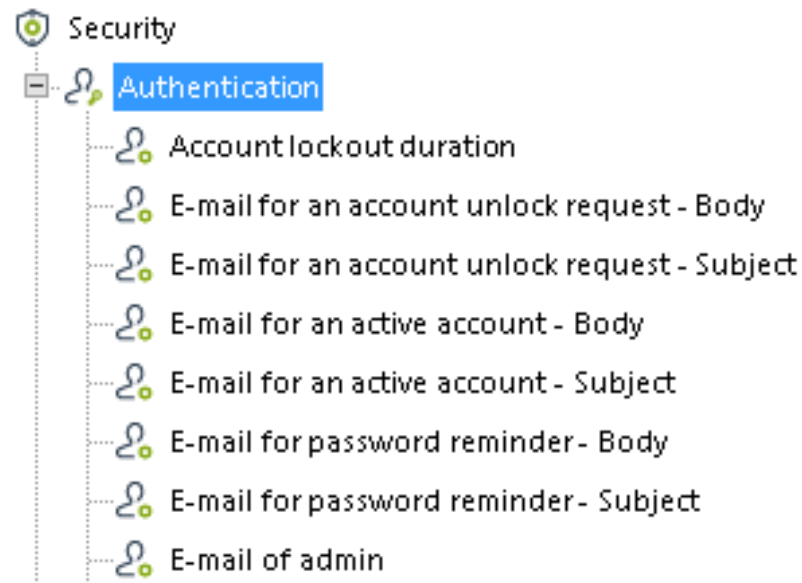 Security
Authentication
Account lockout duration
E-mail for an account unlock request - Body
E-mail for an account unlock request - Subject
E-mail for an active account - Body
E-mail for an active account - Subject
E-mail for password reminder - Body
E-mail for password reminder - Subject
E-mail of admin